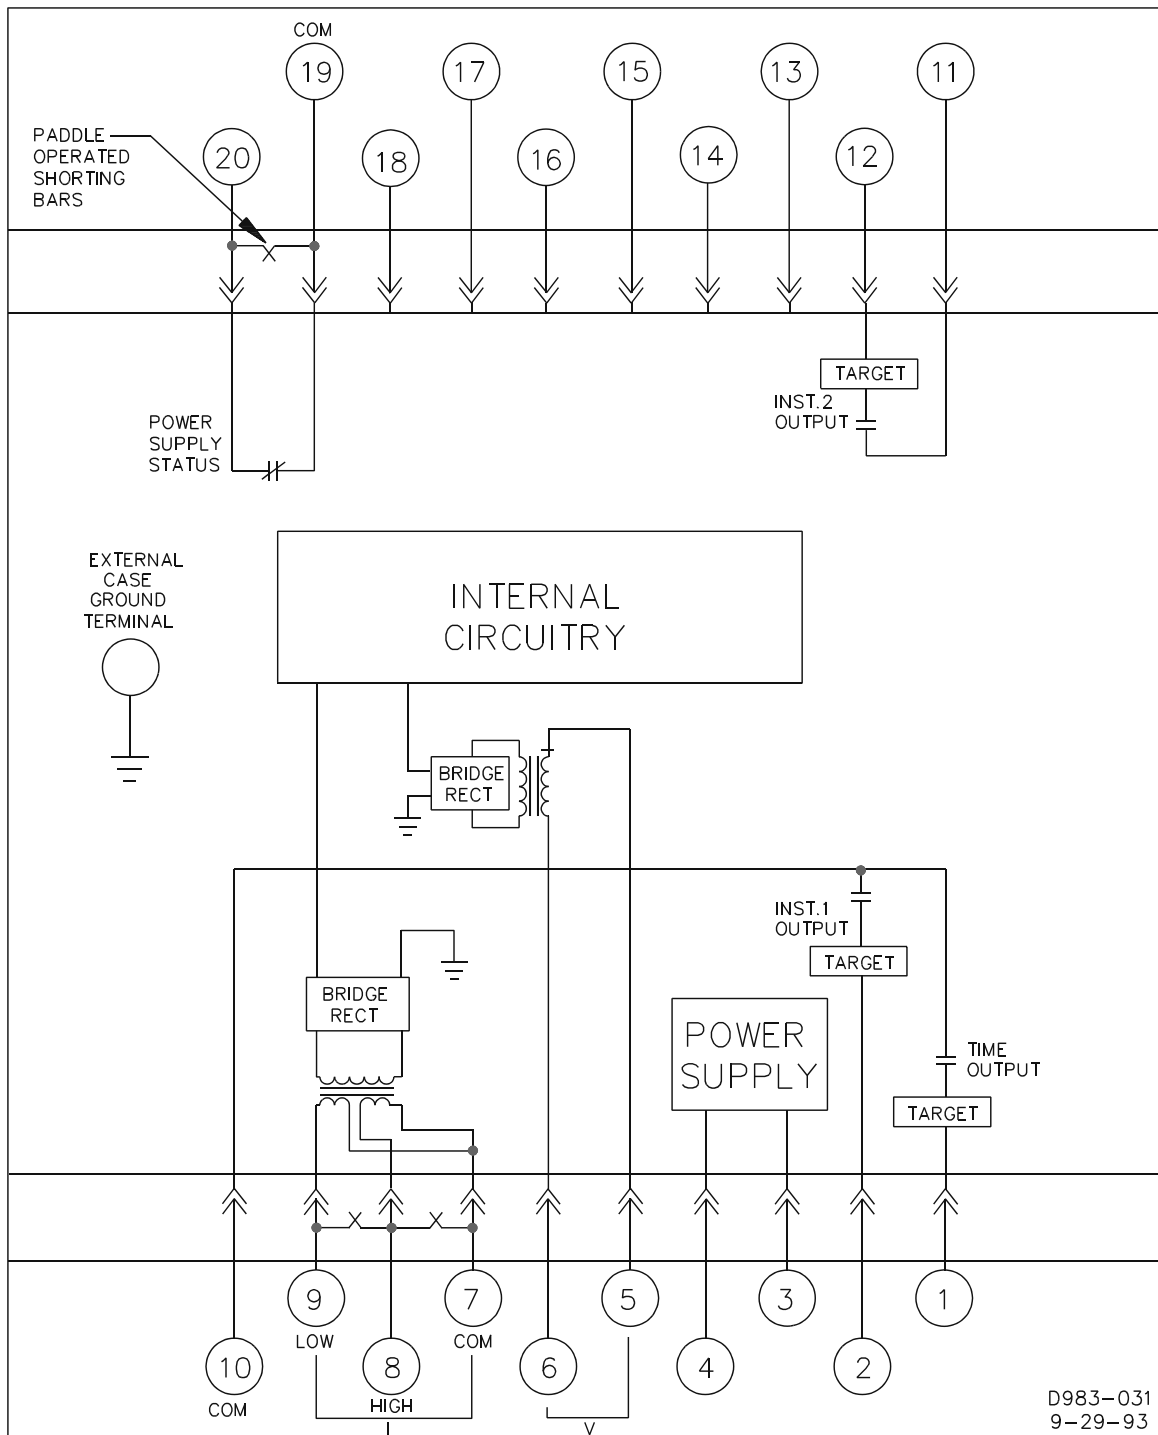 COM
19
17
15
13
11
PADDLE
OPERATED
SHORTING
BARS
20
18
16
14
12
TARGET
INST.2
OUTPUT
POWER
SUPPLY
STATUS
EXTERNAL
CASE
GROUND
TERMINAL
INTERNAL
CIRCUITRY
BRIDGE
RECT
INST.1
OUTPUT
TARGET
BRIDGE
RECT
POWER
SUPPLY
TIME
OUTPUT
TARGET
9
7
5
3
1
LOW
COM
10
8
6
4
2
COM
HIGH
I
V
D983-031
9-29-93